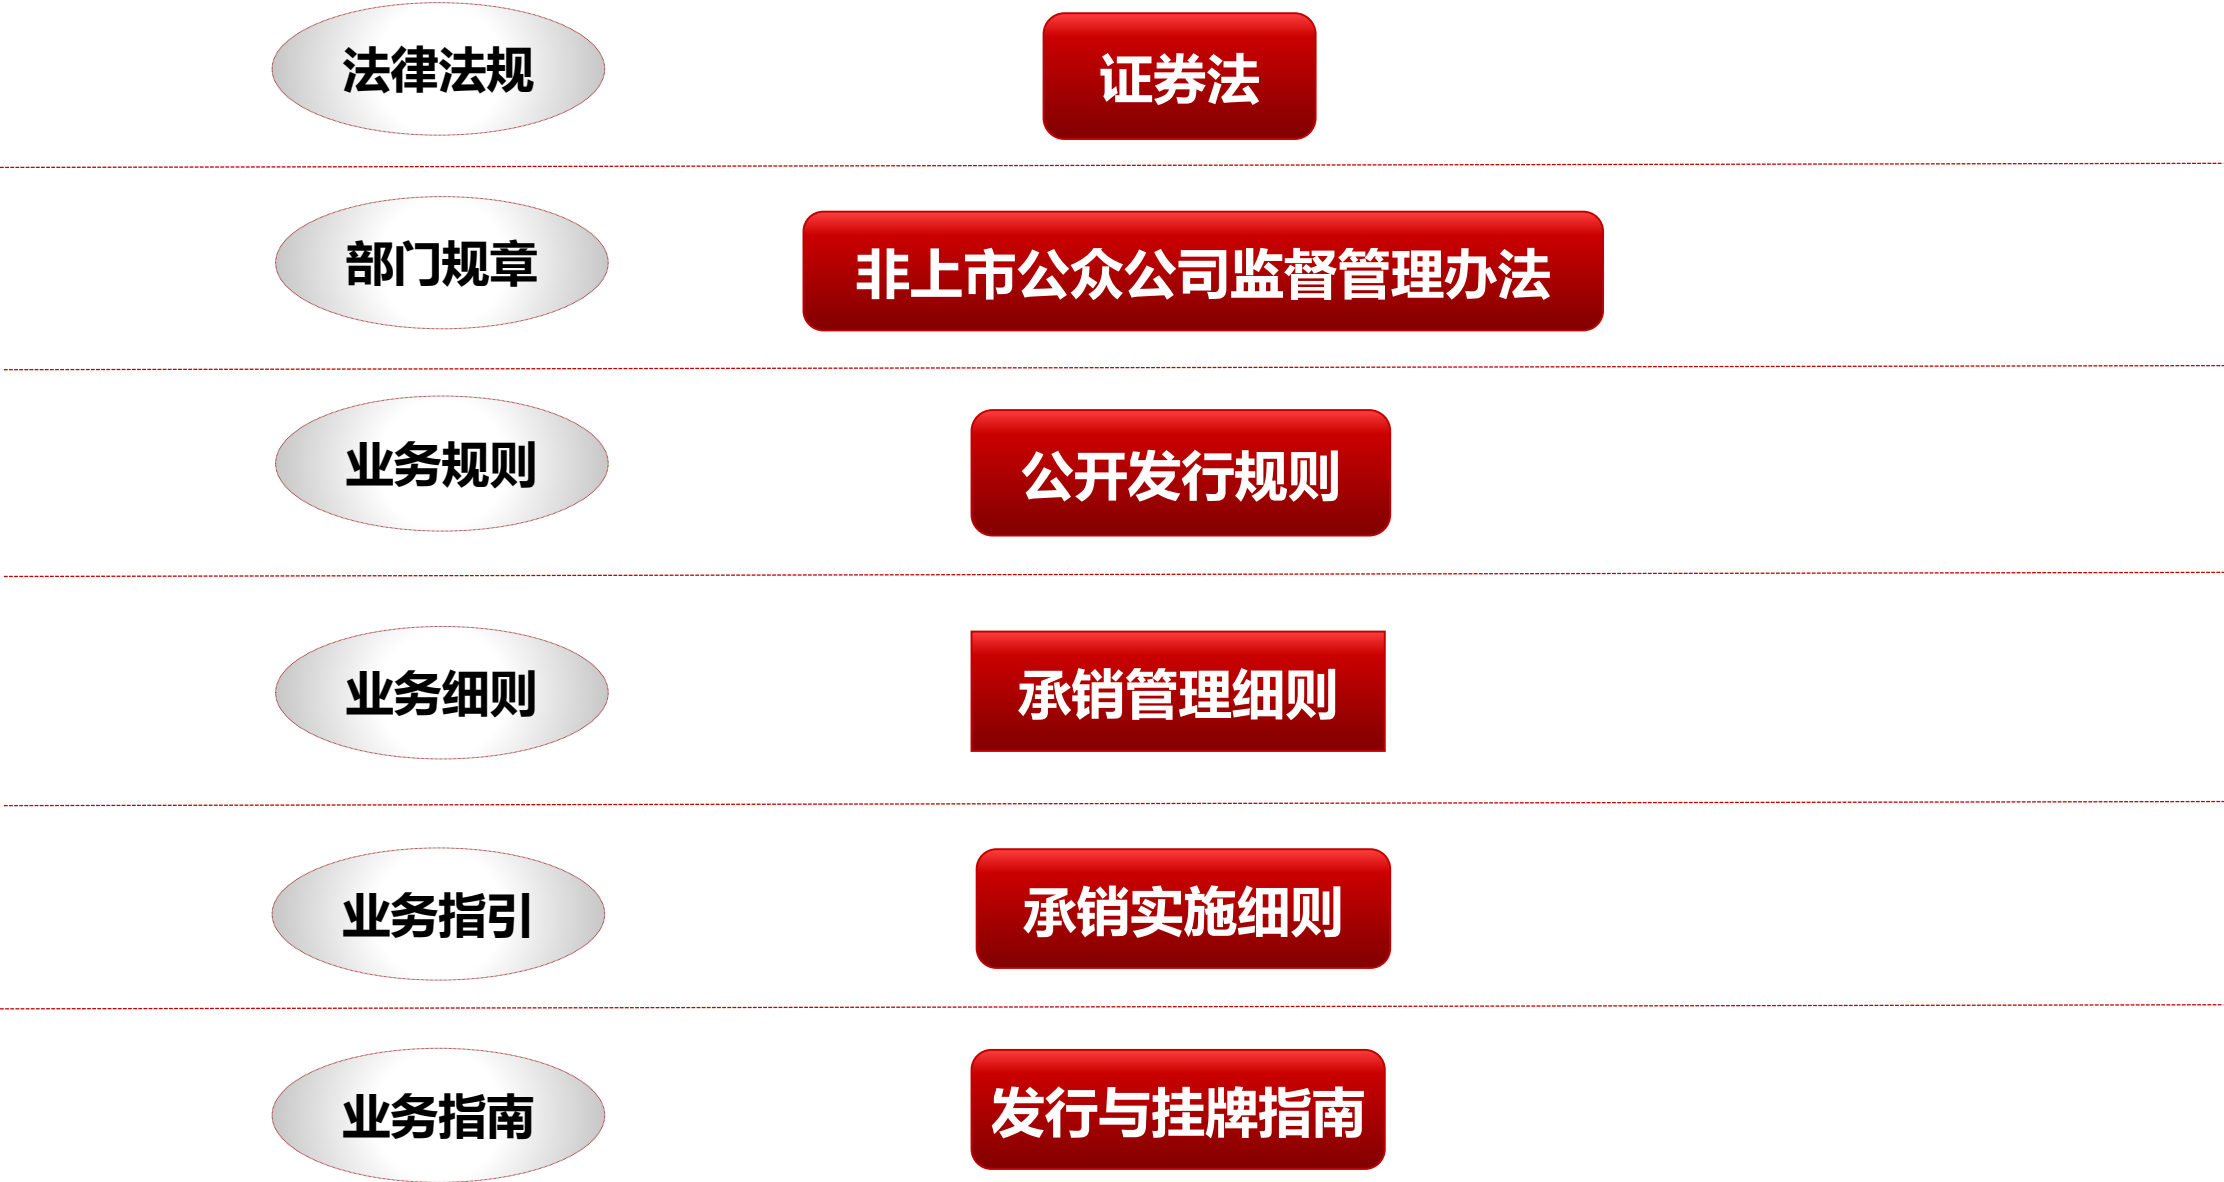 法律法规
证券法
部门规章
非上市公众公司监督管理办法
业务规则
公开发行规则
业务细则
承销管理细则
业务指引
承销实施细则
业务指南
发行与挂牌指南